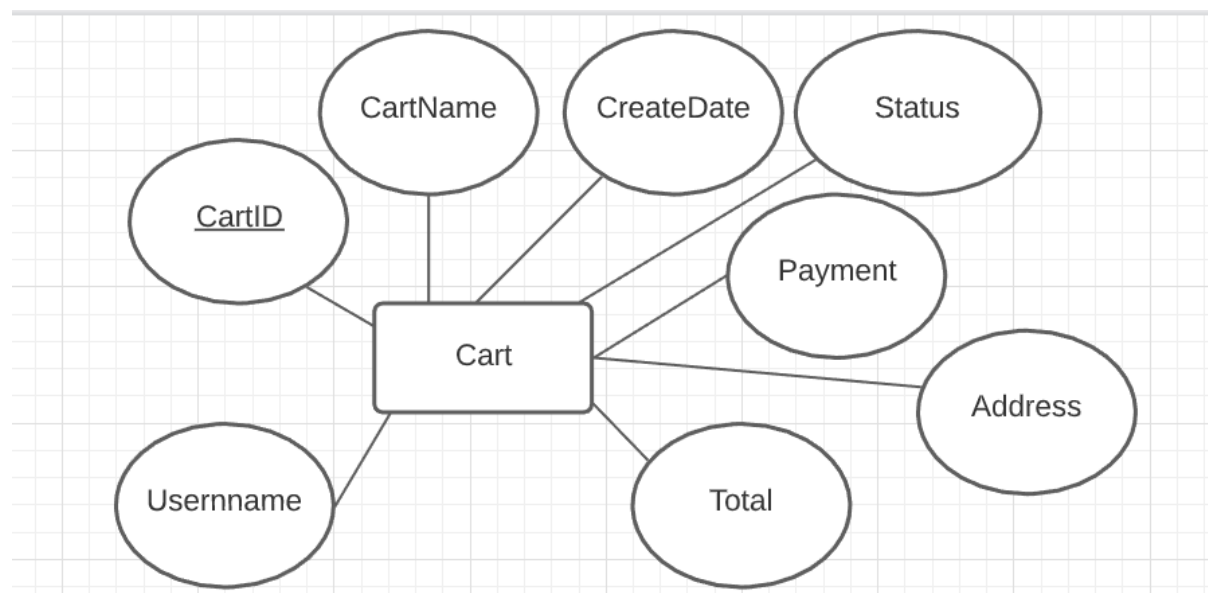 CartName
CreateDate
Status
CartID
Payment
Cart
Address
Usernname
Total